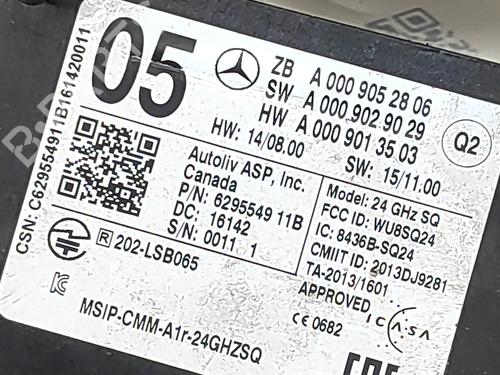 05
ZB A 000 905 28 06
SW A 000 902 90 29
HW A 000 901 35 03
HW: 14/08.00 SW: 15/11.00
Q2
CSN: C629554911B161420011
Autoliv ASP, Inc.
Canada
P/N: 6295549 11B
DC: 16142
S/N: 0011 1
Model: 24 GHz SQ
FCC ID: WU8SQ24
IC: 8436B-SQ24
CMIIT ID: 2013DJ9281
TA-2013/1601
APPROVED
ICASA
CE 0682
R 202-LSB065
MSIP-CMM-A1r-24GHZSQ
EAC